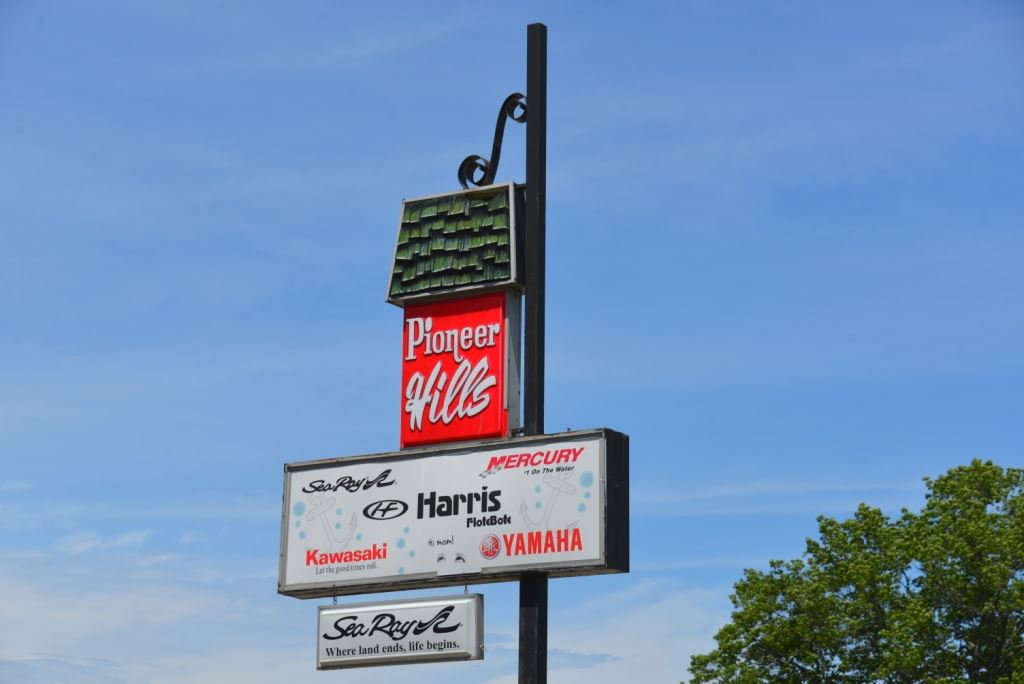 Pioneer
Hills
Sea Ray
MERCURY
#1 On The Water
HF
Harris
FloteBote
Hi mom!
Kawasaki
Let the good times roll.
YAMAHA
Sea Ray
Where land ends, life begins.